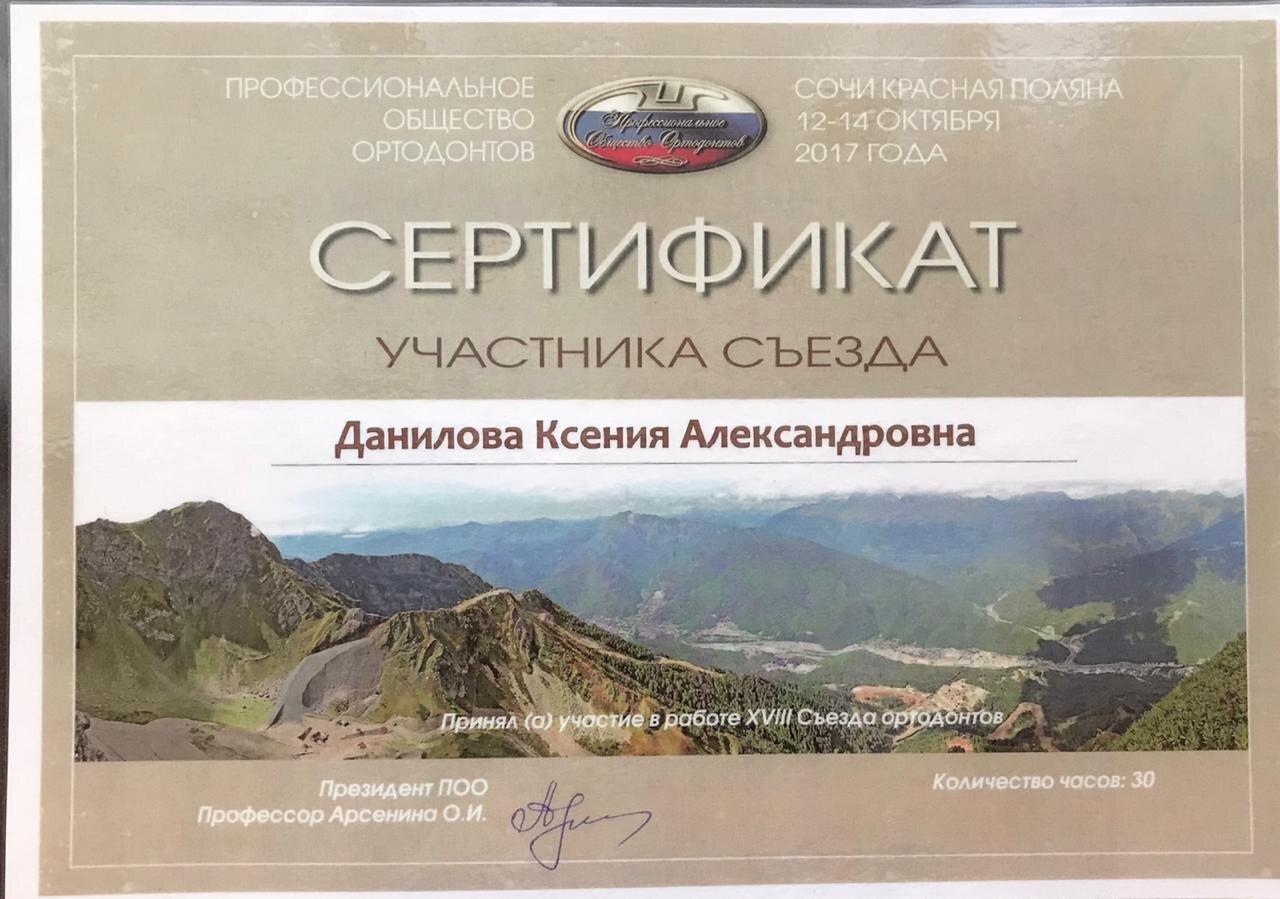 ПРОФЕССИОНАЛЬНОЕ
ОБЩЕСТВО
ОРТОДОНТОВ
Профессиональное
Общество Ортодонтов
СОЧИ КРАСНАЯ ПОЛЯНА
12-14 ОКТЯБРЯ
2017 ГОДА
СЕРТИФИКАТ
УЧАСТНИКА СЪЕЗДА
Данилова Ксения Александровна
Принял (а) участие в работе XVIII Съезда ортодонтов
Президент ПОО
Профессор Арсенина О.И.
Количество часов: 30